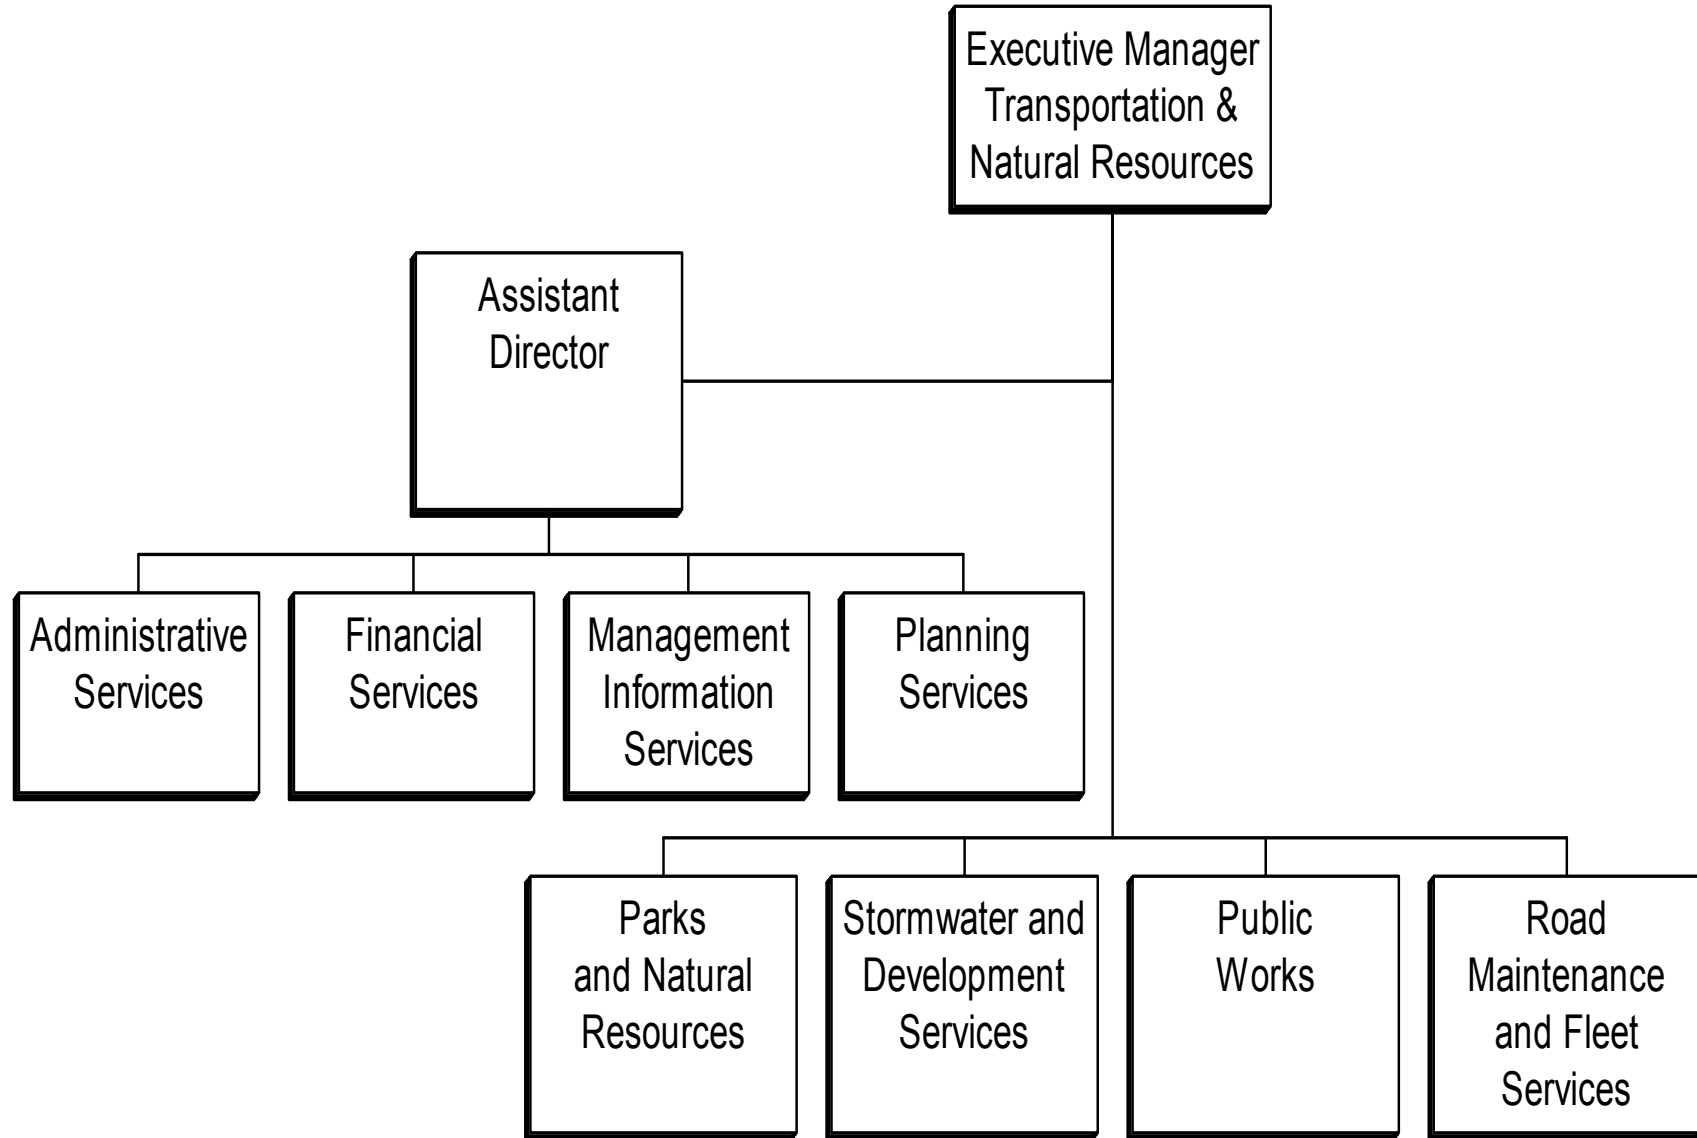 Executive Manager
Transportation &
Natural Resources
Assistant
Director
Administrative
Services
Financial
Services
Management
Information
Services
Planning
Services
Parks
and Natural
Resources
Stormwater and
Development
Services
Public
Works
Road
Maintenance
and Fleet
Services